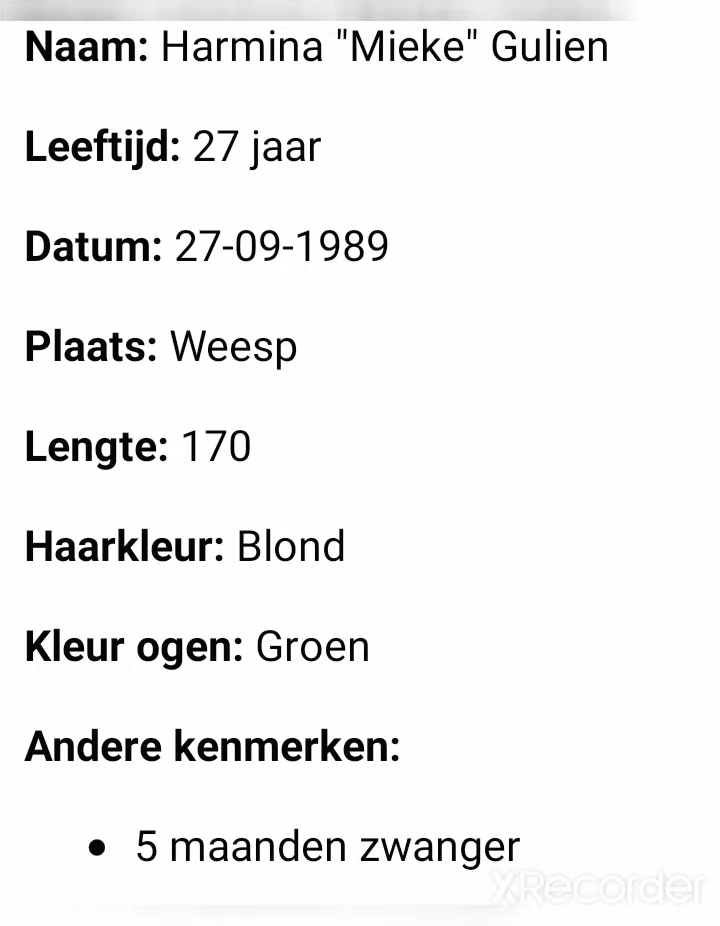 Naam: Harmina "Mieke" Gulien
Leeftijd: 27 jaar
Datum: 27-09-1989
Plaats: Weesp
Lengte: 170
Haarkleur: Blond
Kleur ogen: Groen
Andere kenmerken:
• 5 maanden zwanger
XRecorder